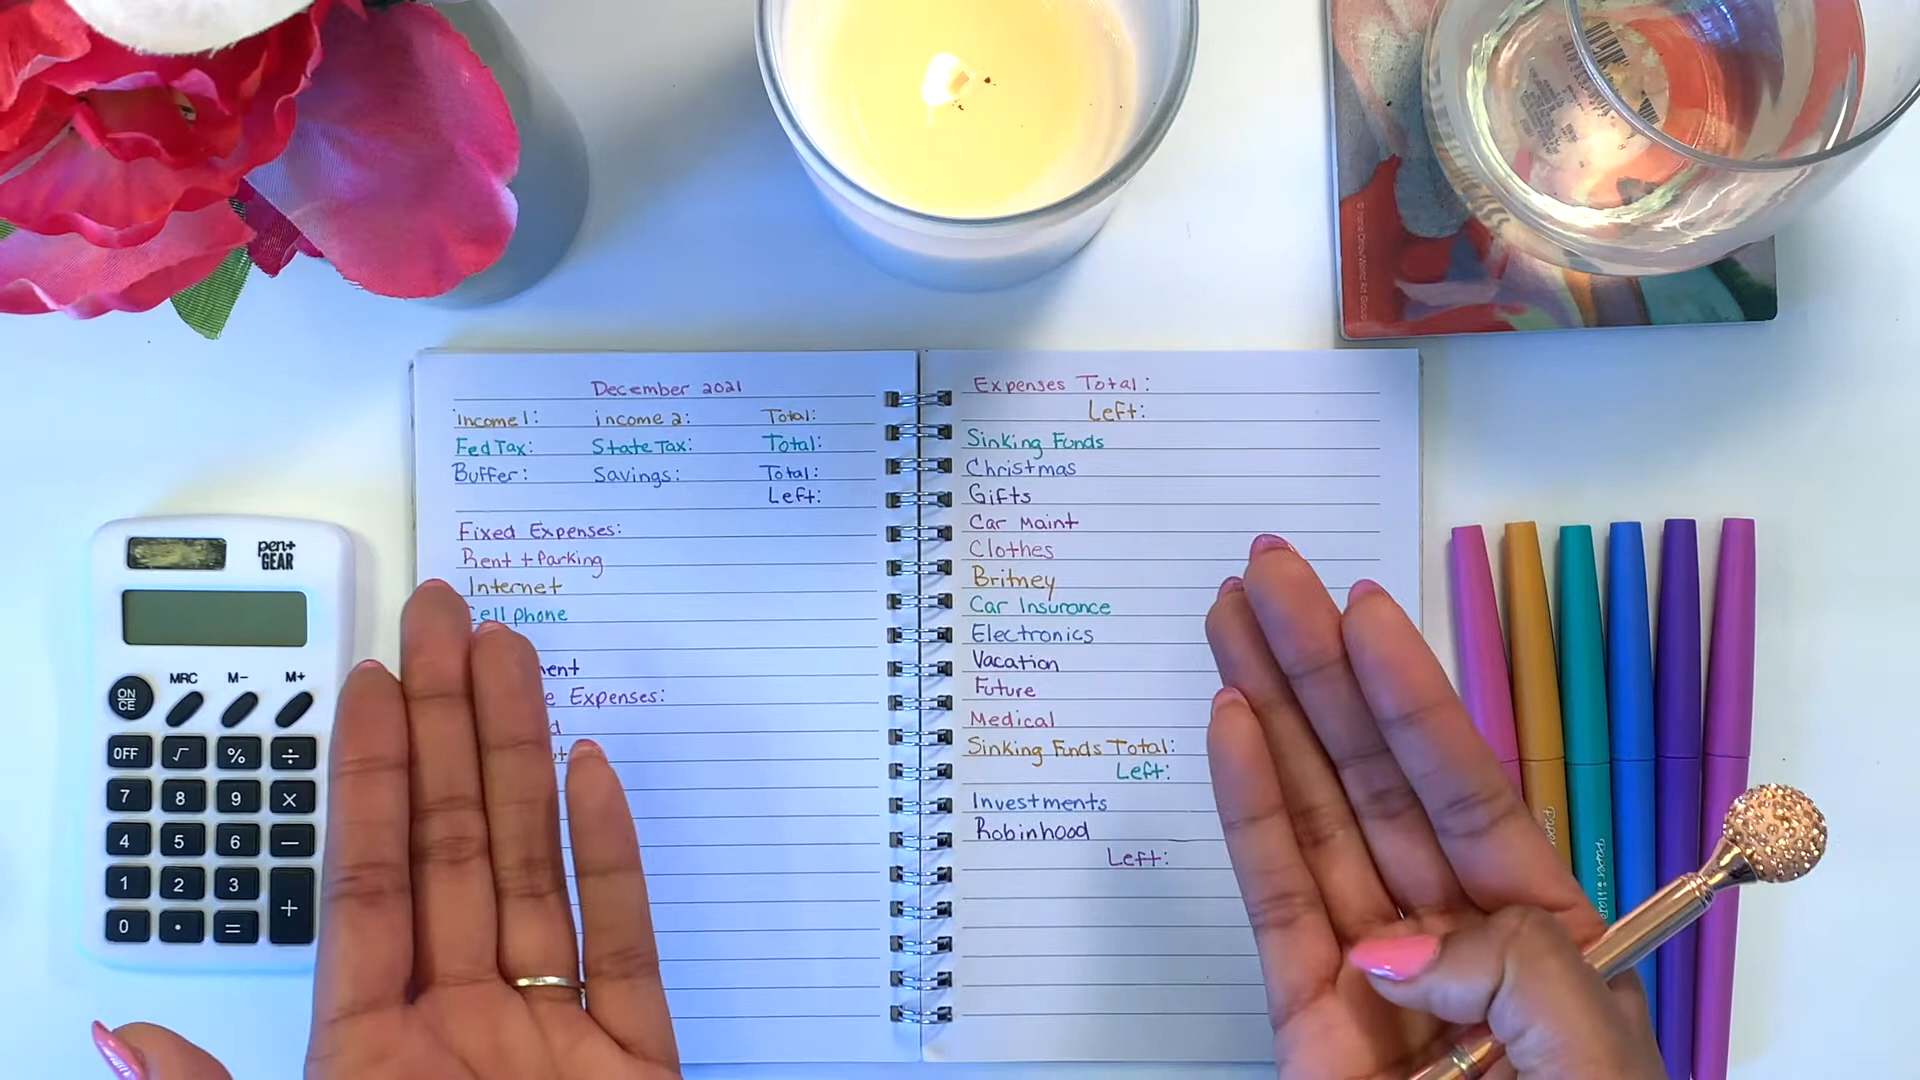 December 2021
Income 1: income 2: Total:
Fed Tax: State Tax: Total:
Buffer: Savings: Total:
Left:
Fixed Expenses:
Rent + Parking
Internet
Cell phone
ent
e Expenses:
d
Expenses Total:
Left:
Sinking Funds
Christmas
Gifts
Car Maint
Clothes
Britney
Car Insurance
Electronics
Vacation
Future
Medical
Sinking Funds Total:
Left:
Investments
Robinhood
Left:
pen+
GEAR
MRC M- M+
ON
CE
OFF √ % ÷
7 8 9 ×
4 5 6 −
1 2 3 +
0 . =